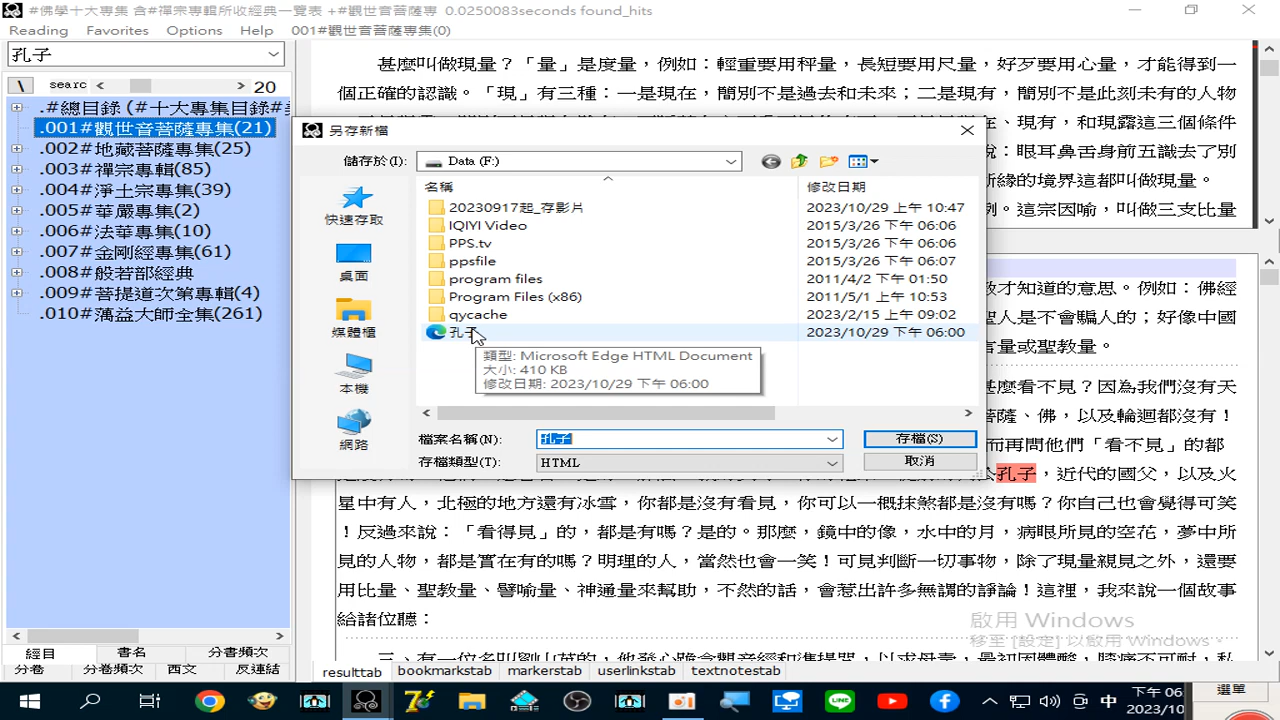 #佛學十大專集 含#禪宗專輯所收經典一覽表 +#觀世音菩薩專 0.0250083seconds found_hits
Reading Favorites Options Help 001#觀世音菩薩專集(0)
孔子
\ searc < > 20
.#總目錄 (#十大專集目錄#
.001#觀世音菩薩專集(21)
.002#地藏菩薩專集(25)
.003#禪宗專輯(85)
.004#淨土宗專集(39)
.005#華嚴專集(2)
.006#法華專集(10)
.007#金剛經專集(61)
.008#般若部經典
.009#菩提道次第專輯(4)
.010#蕅益大師全集(261)
經目 書名 分書頻次
分卷 分卷頻次 西文 反連結
甚麼叫做現量？「量」是度量，例如：輕重要用秤量，長短要用尺量，好歹要用心量，才能得到一
個正確的認識。「現」有三種：一是現在，簡別不是過去和未來；二是現有，簡別不是此刻未有的人物
在、現有，和現露這三個條件
說：眼耳鼻舌身前五識去了別
所緣的境界這都叫做現量。
例。這宗因喻，叫做三支比量
另存新檔
儲存於(I): Data (F:)
快速存取
桌面
媒體櫃
本機
網路
名稱 修改日期
20230917起_存影片 2023/10/29 上午 10:47
IQIYI Video 2015/3/26 下午 06:06
PPS.tv 2015/3/26 下午 06:06
ppsfile 2015/3/26 下午 06:07
program files 2011/4/2 下午 01:50
Program Files (x86) 2011/5/1 上午 10:53
qycache 2023/2/15 上午 09:02
孔子 2023/10/29 下午 06:00
類型: Microsoft Edge HTML Document
大小: 410 KB
修改日期: 2023/10/29 下午 06:00
檔案名稱(N): 孔子 存檔(S)
存檔類型(T): HTML 取消
教才知道的意思。例如：佛經
聖人是不會騙人的；好像中國
言量或聖教量。
甚麼看不見？因為我們沒有天
菩薩、佛，以及輪迴都沒有！
而再問他們「看不見」的都
孔子，近代的國父，以及火
星中有人，北極的地方還有冰雪，你都是沒有看見，你可以一概抹煞都是沒有嗎？你自己也會覺得可笑
！反過來說：「看得見」的，都是有嗎？是的。那麼，鏡中的像，水中的月，病眼所見的空花，夢中所
見的人物，都是實在有的嗎？明理的人，當然也會一笑！可見判斷一切事物，除了現量親見之外，還要
用比量、聖教量、譬喻量、神通量來幫助，不然的話，會惹出許多無謂的諍論！這裡，我來說一個故事
給諸位聽：
啟用 Windows
移至 [設定] 以啟用 Windows。
resulttab bookmarkstab markerstab userlinkstab textnotestab
中 下午 06
2023/10
選單